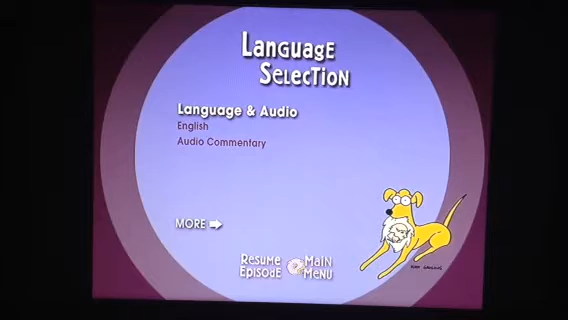 Language
Selection
Language & Audio
English
Audio Commentary
MORE
Resume Main
Episode Menu